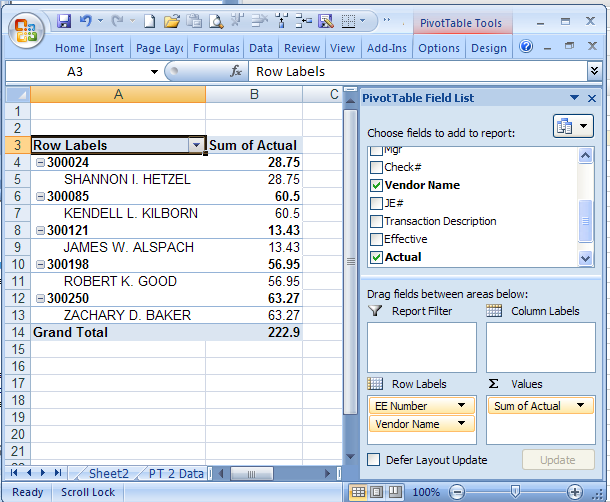 PivotTable Tools
Home Insert Page Layo Formulas Data Review View Add-Ins Options Design
A3 fx Row Labels
A B C
1
2
3 Row Labels Sum of Actual
4 300024 28.75
5 SHANNON I. HETZEL 28.75
6 300085 60.5
7 KENDELL L. KILBORN 60.5
8 300121 13.43
9 JAMES W. ALSPACH 13.43
10 300198 56.95
11 ROBERT K. GOOD 56.95
12 300250 63.27
13 ZACHARY D. BAKER 63.27
14 Grand Total 222.9
15
16
17
18
19
20
21
PivotTable Field List
Choose fields to add to report:
Mgr
Check#
Vendor Name
JE#
Transaction Description
Effective
Actual
Drag fields between areas below:
Report Filter Column Labels
Row Labels Σ Values
EE Number Sum of Actual
Vendor Name
Defer Layout Update Update
Sheet2 PT 2 Data
Ready Scroll Lock 100%